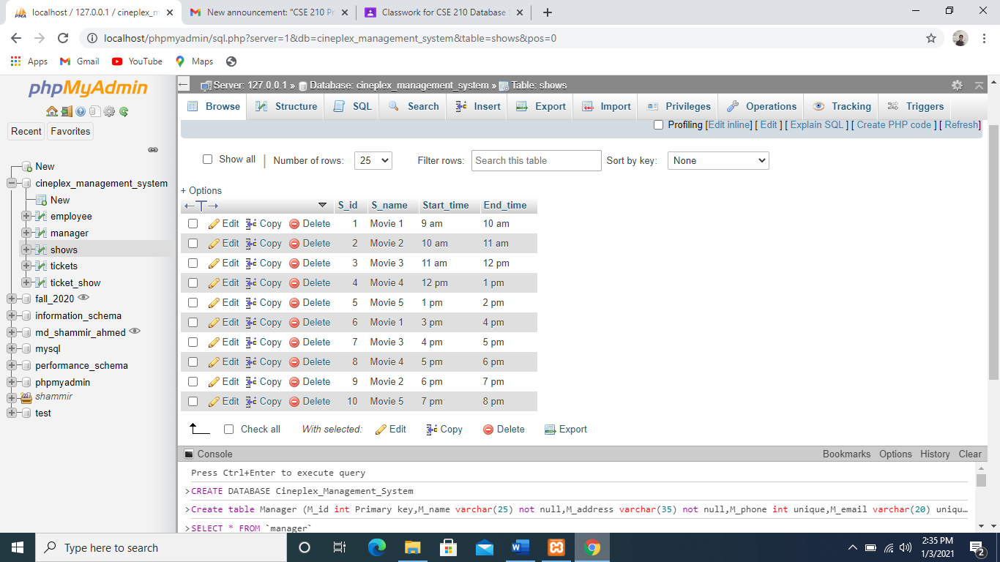 localhost / 127.0.0.1 / cineplex_m
New announcement: "CSE 210 Pr
Classwork for CSE 210 Database
localhost/phpmyadmin/sql.php?server=1&db=cineplex_management_system&table=shows&pos=0
Apps Gmail YouTube Maps
phpMyAdmin
Recent Favorites
New
cineplex_management_system
New
employee
manager
shows
tickets
ticket_show
fall_2020
information_schema
md_shammir_ahmed
mysql
performance_schema
phpmyadmin
shammir
test
Server: 127.0.0.1 » Database: cineplex_management_system » Table: shows
Browse Structure SQL Search Insert Export Import Privileges Operations Tracking Triggers
Profiling [Edit inline] [ Edit ] [ Explain SQL ] [ Create PHP code ] [ Refresh]
Show all | Number of rows: 25 Filter rows: Search this table Sort by key: None
+ Options
←T→ S_id S_name Start_time End_time
Edit Copy Delete 1 Movie 1 9 am 10 am
Edit Copy Delete 2 Movie 2 10 am 11 am
Edit Copy Delete 3 Movie 3 11 am 12 pm
Edit Copy Delete 4 Movie 4 12 pm 1 pm
Edit Copy Delete 5 Movie 5 1 pm 2 pm
Edit Copy Delete 6 Movie 1 3 pm 4 pm
Edit Copy Delete 7 Movie 3 4 pm 5 pm
Edit Copy Delete 8 Movie 4 5 pm 6 pm
Edit Copy Delete 9 Movie 2 6 pm 7 pm
Edit Copy Delete 10 Movie 5 7 pm 8 pm
Check all With selected: Edit Copy Delete Export
Console Bookmarks Options History Clear
Press Ctrl+Enter to execute query
>CREATE DATABASE Cineplex_Management_System
>Create table Manager (M_id int Primary key,M_name varchar(25) not null,M_address varchar(35) not null,M_phone int unique,M_email varchar(20) uniqu…
>SELECT * FROM `manager`
Type here to search
2:35 PM
1/3/2021
2